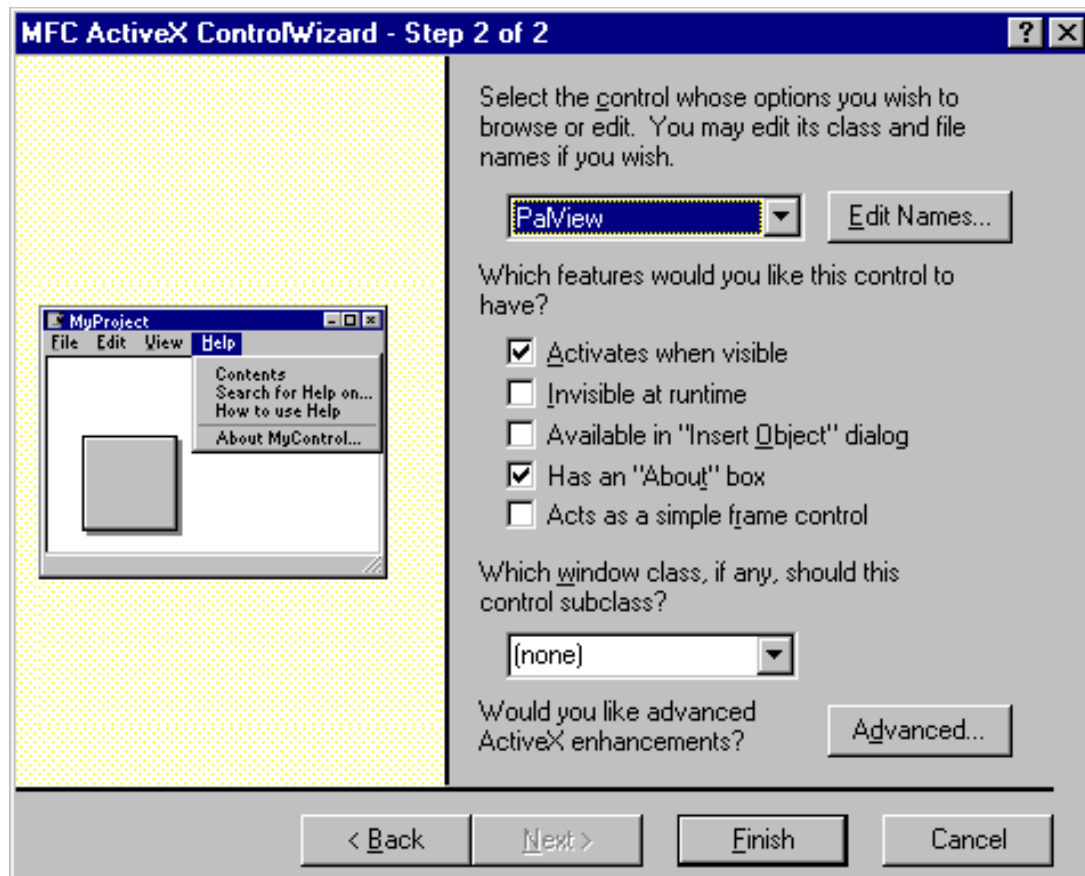 MFC ActiveX ControlWizard - Step 2 of 2
Select the control whose options you wish to
browse or edit. You may edit its class and file
names if you wish.
PalView
Edit Names...
Which features would you like this control to
have?
MyProject
File Edit View Help
Contents
Search for Help on...
How to use Help
About MyControl...
Activates when visible
Invisible at runtime
Available in "Insert Object" dialog
Has an "About" box
Acts as a simple frame control
Which window class, if any, should this
control subclass?
(none)
Would you like advanced
ActiveX enhancements?
Advanced...
< Back
Next >
Finish
Cancel